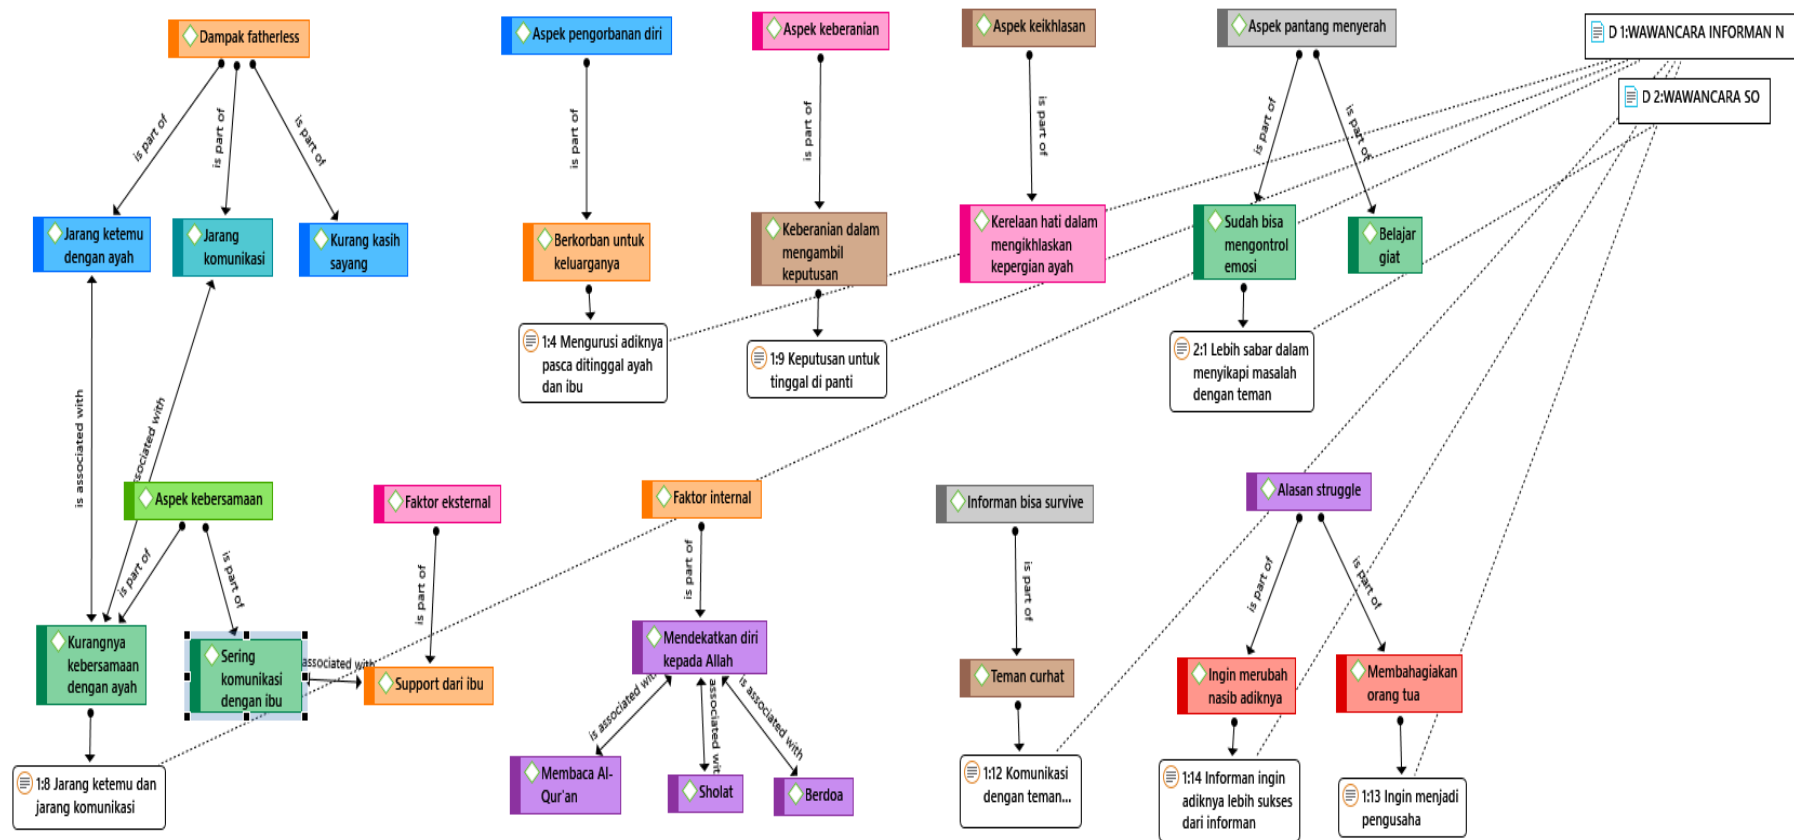 Dampak fatherless
Aspek pengorbanan diri
Aspek keberanian
Aspek keikhlasan
Aspek pantang menyerah
D 1:WAWANCARA INFORMAN N
D 2:WAWANCARA SO
is part of
is part of
is part of
is part of
is part of
is part of
is part of
is part of
Jarang ketemu
dengan ayah
Jarang
komunikasi
Kurang kasih
sayang
Berkorban untuk
keluarganya
Keberanian dalam
mengambil
keputusan
Kerelaan hati dalam
mengikhlaskan
kepergian ayah
Sudah bisa
mengontrol
emosi
Belajar
giat
1:4 Mengurusi adiknya
pasca ditinggal ayah
dan ibu
1:9 Keputusan untuk
tinggal di panti
2:1 Lebih sabar dalam
menyikapi masalah
dengan teman
is associated with
ssociated with
Aspek kebersamaan
Faktor eksternal
Faktor internal
Informan bisa survive
Alasan struggle
is part of
is part of
is part of
is part of
is part of
is part of
is part of
Kurangnya
kebersamaan
dengan ayah
Sering
komunikasi
dengan ibu
associated with
Support dari ibu
Mendekatkan diri
kepada Allah
Teman curhat
Ingin merubah
nasib adiknya
Membahagiakan
orang tua
is associated with
associated wit
is associated with
1:8 Jarang ketemu dan
jarang komunikasi
Membaca Al-
Qur'an
Sholat
Berdoa
1:12 Komunikasi
dengan teman...
1:14 Informan ingin
adiknya lebih sukses
dari informan
1:13 Ingin menjadi
pengusaha